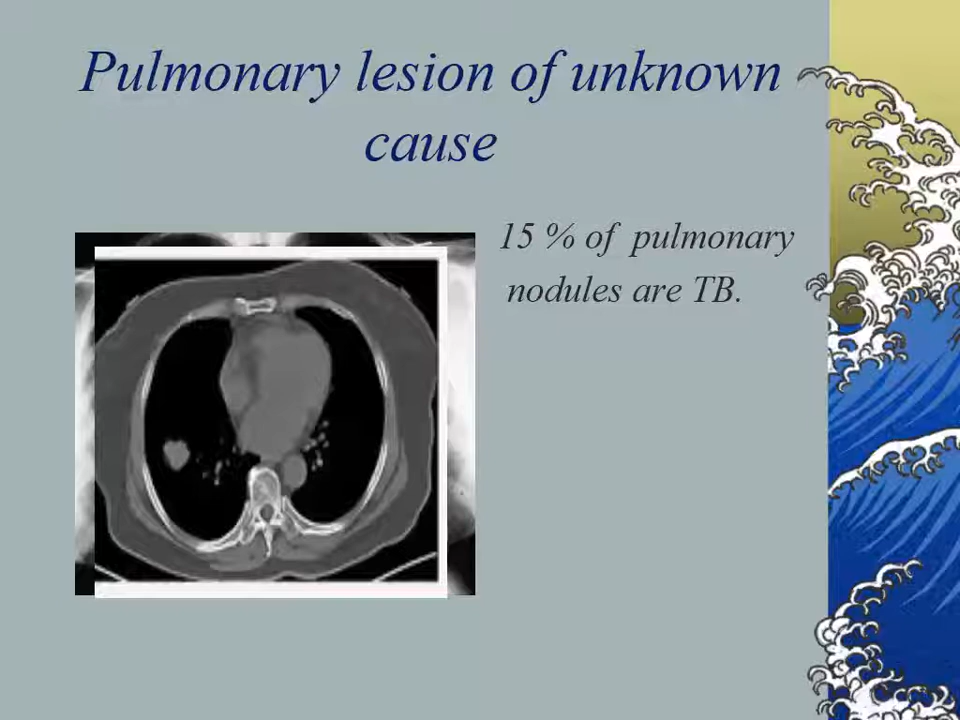 Pulmonary lesion of unknown
cause
15 % of pulmonary
nodules are TB.